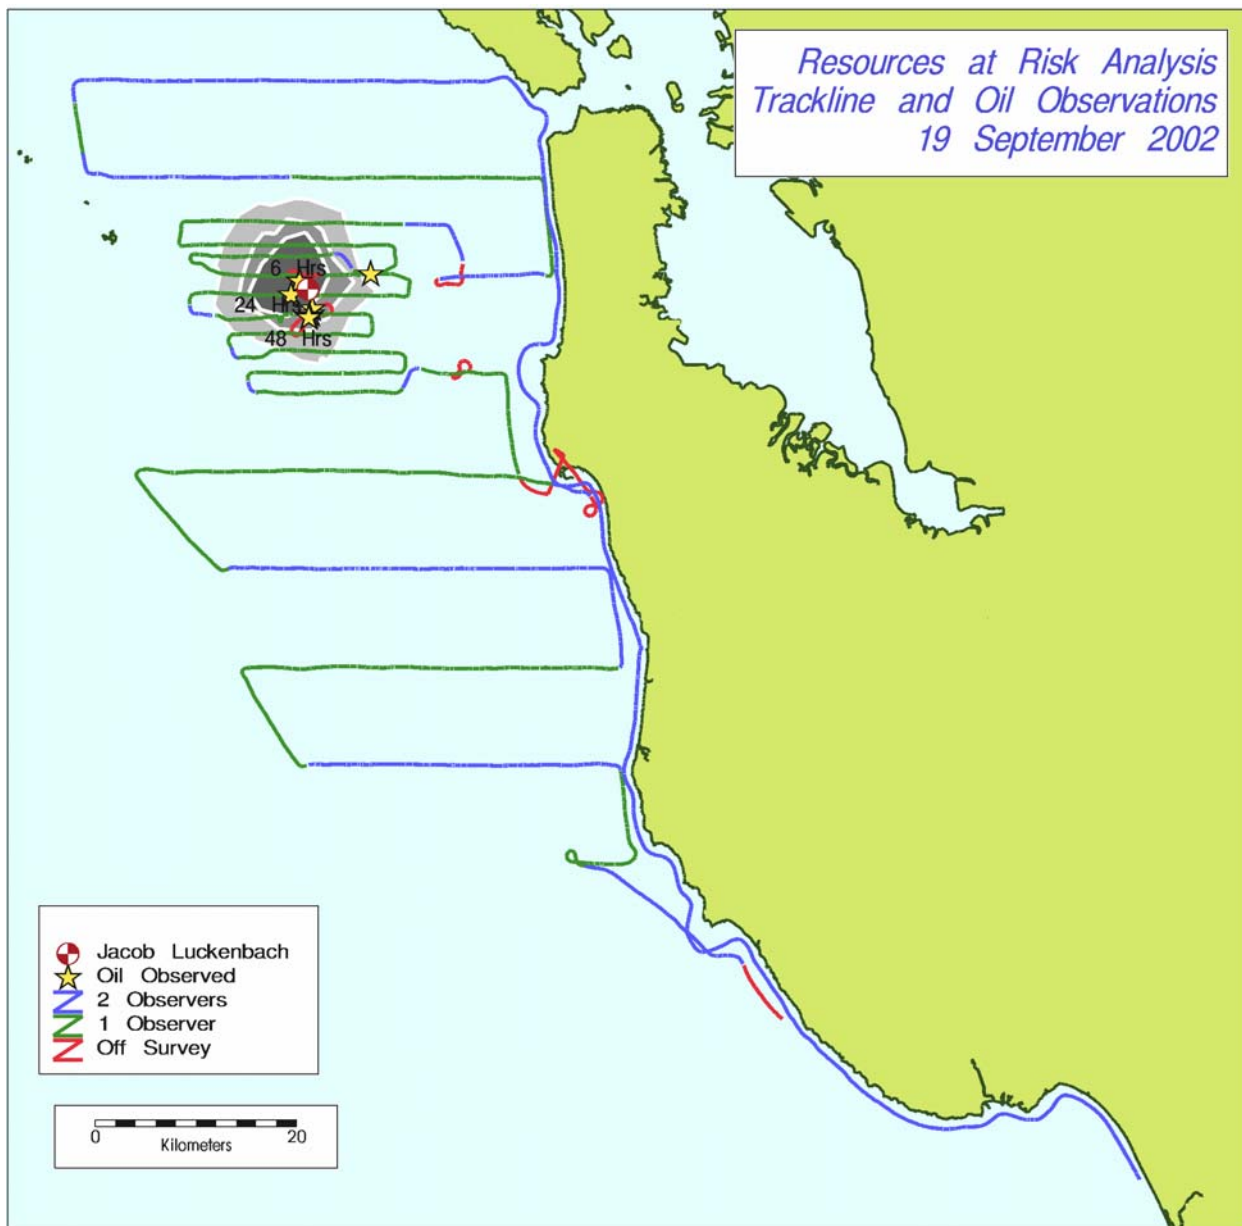 Resources at Risk Analysis
Trackline and Oil Observations
19 September 2002
6 Hrs
24 Hrs
48 Hrs
Jacob Luckenbach
Oil Observed
2 Observers
1 Observer
Off Survey
0 20
Kilometers